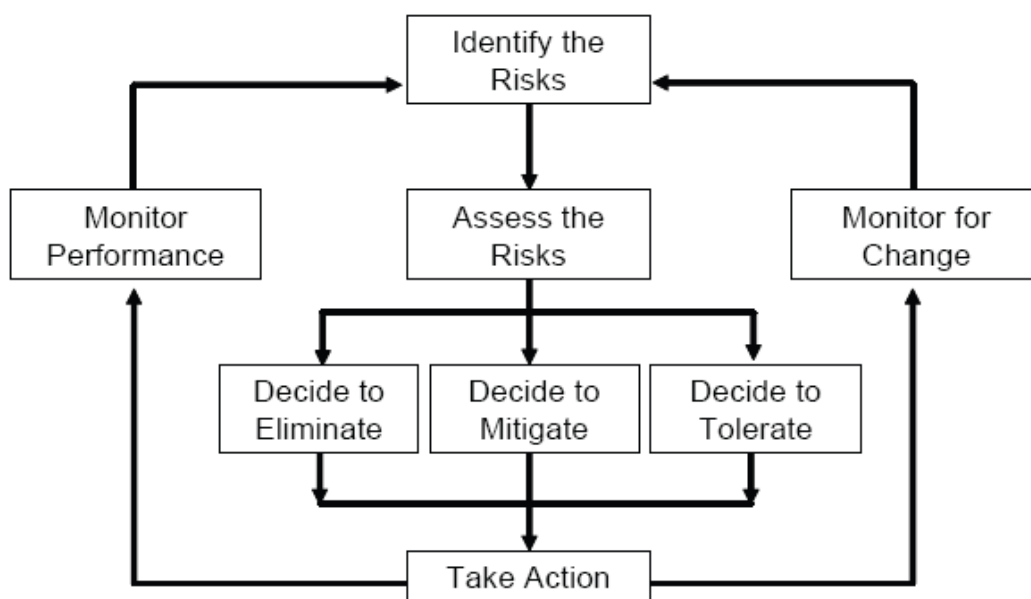 Identify the
Risks
Monitor
Performance
Assess the
Risks
Monitor for
Change
Decide to
Eliminate
Decide to
Mitigate
Decide to
Tolerate
Take Action